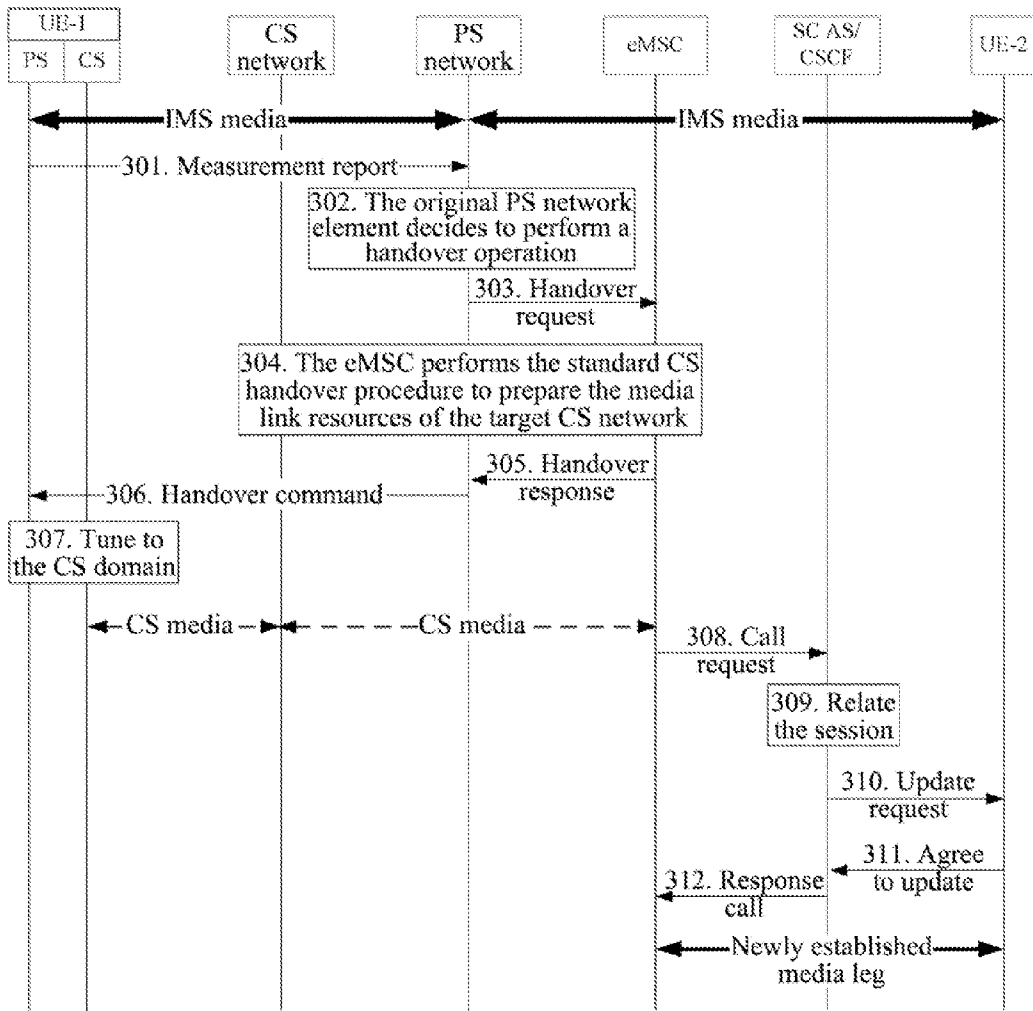 UE-1
PS CS
CS
network
PS
network
eMSC
SC AS/
CSCF
UE-2
IMS media
IMS media
301. Measurement report
302. The original PS network
element decides to perform a
handover operation
303. Handover
request
304. The eMSC performs the standard CS
handover procedure to prepare the media
link resources of the target CS network
305. Handover
response
306. Handover command
307. Tune to
the CS domain
CS media
CS media
308. Call
request
309. Relate
the session
310. Update
request
311. Agree
to update
312. Response
call
Newly established
media leg